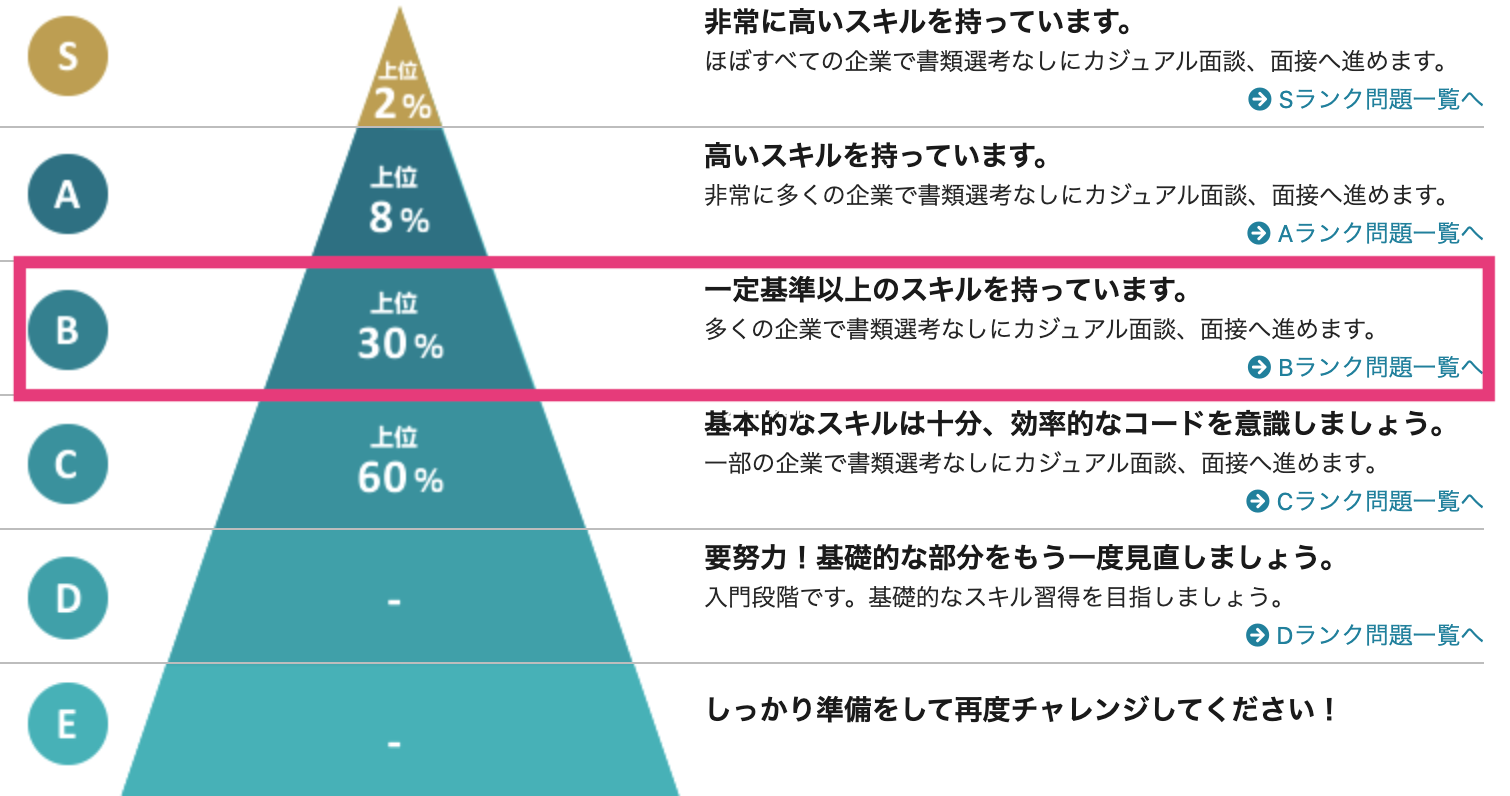 S
上位
2%
非常に高いスキルを持っています。
ほぼすべての企業で書類選考なしにカジュアル面談、面接へ進めます。
Sランク問題一覧へ
A
上位
8%
高いスキルを持っています。
非常に多くの企業で書類選考なしにカジュアル面談、面接へ進めます。
Aランク問題一覧へ
B
上位
30%
一定基準以上のスキルを持っています。
多くの企業で書類選考なしにカジュアル面談、面接へ進めます。
Bランク問題一覧へ
C
上位
60%
基本的なスキルは十分、効率的なコードを意識しましょう。
一部の企業で書類選考なしにカジュアル面談、面接へ進めます。
Cランク問題一覧へ
D
-
要努力！基礎的な部分をもう一度見直しましょう。
入門段階です。基礎的なスキル習得を目指しましょう。
Dランク問題一覧へ
E
-
しっかり準備をして再度チャレンジしてください！